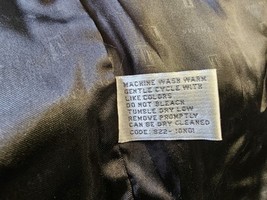 MACHINE WASH WARM
GENTLE CYCLE WITH
LIKE COLORS
DO NOT BLEACH
TUMBLE DRY LOW
REMOVE PROMPTLY
CAN BE DRY CLEANED
CODE: 822-